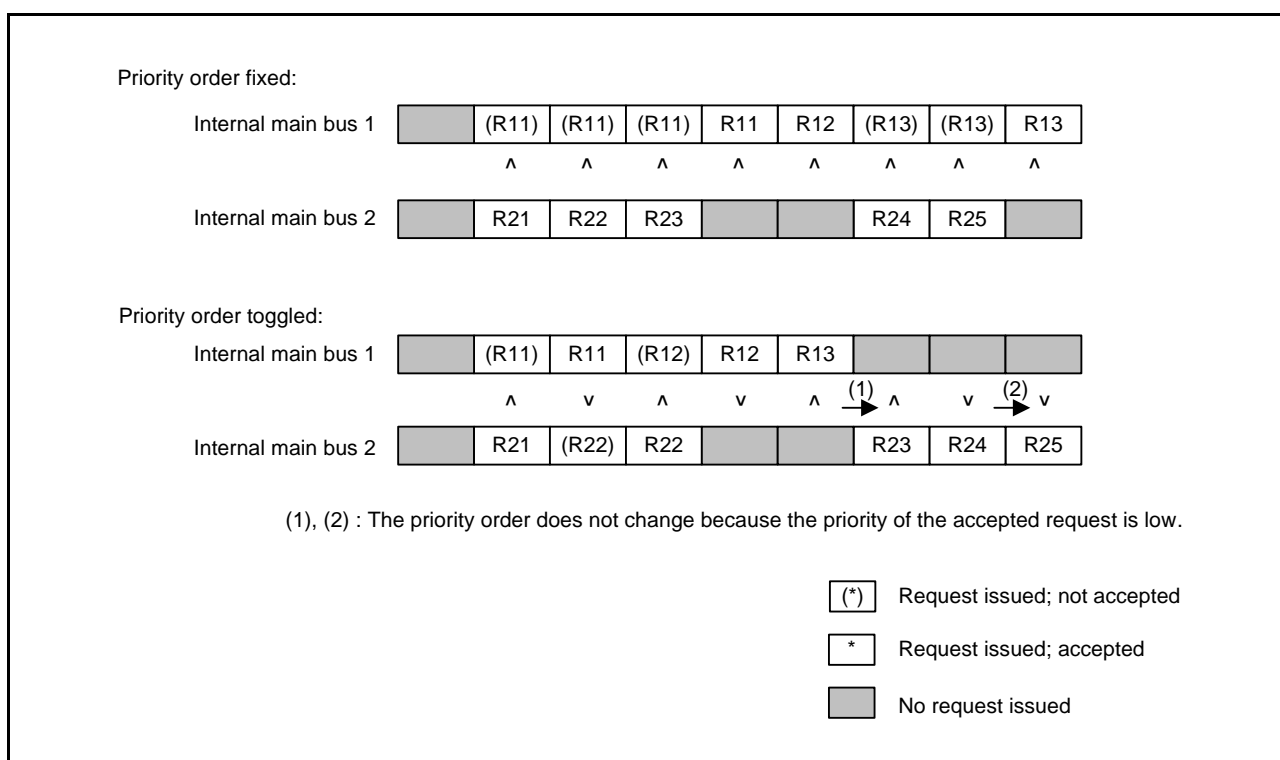 Priority order fixed:
Internal main bus 1 (R11) (R11) (R11) R11 R12 (R13) (R13) R13
∧ ∧ ∧ ∧ ∧ ∧ ∧ ∧
Internal main bus 2 R21 R22 R23 R24 R25
Priority order toggled:
Internal main bus 1 (R11) R11 (R12) R12 R13
∧ ∨ ∧ ∨ ∧ (1) ∧ ∨ (2) ∨
Internal main bus 2 R21 (R22) R22 R23 R24 R25
(1), (2) : The priority order does not change because the priority of the accepted request is low.
(*) Request issued; not accepted
* Request issued; accepted
No request issued